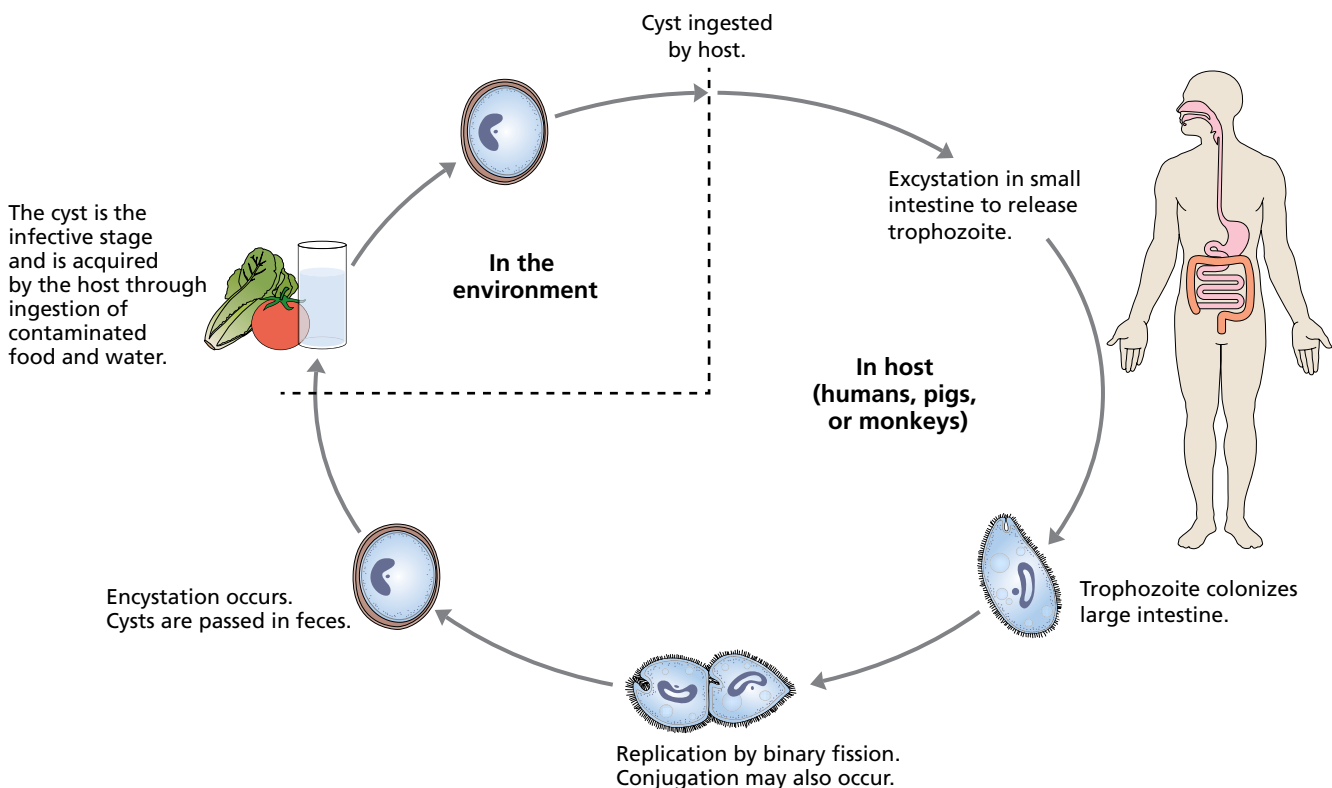 Cyst ingested
by host.
Excystation in small
intestine to release
trophozoite.
The cyst is the
infective stage
and is acquired
by the host through
ingestion of
contaminated
food and water.
In the
environment
In host
(humans, pigs,
or monkeys)
Trophozoite colonizes
large intestine.
Encystation occurs.
Cysts are passed in feces.
Replication by binary fission.
Conjugation may also occur.